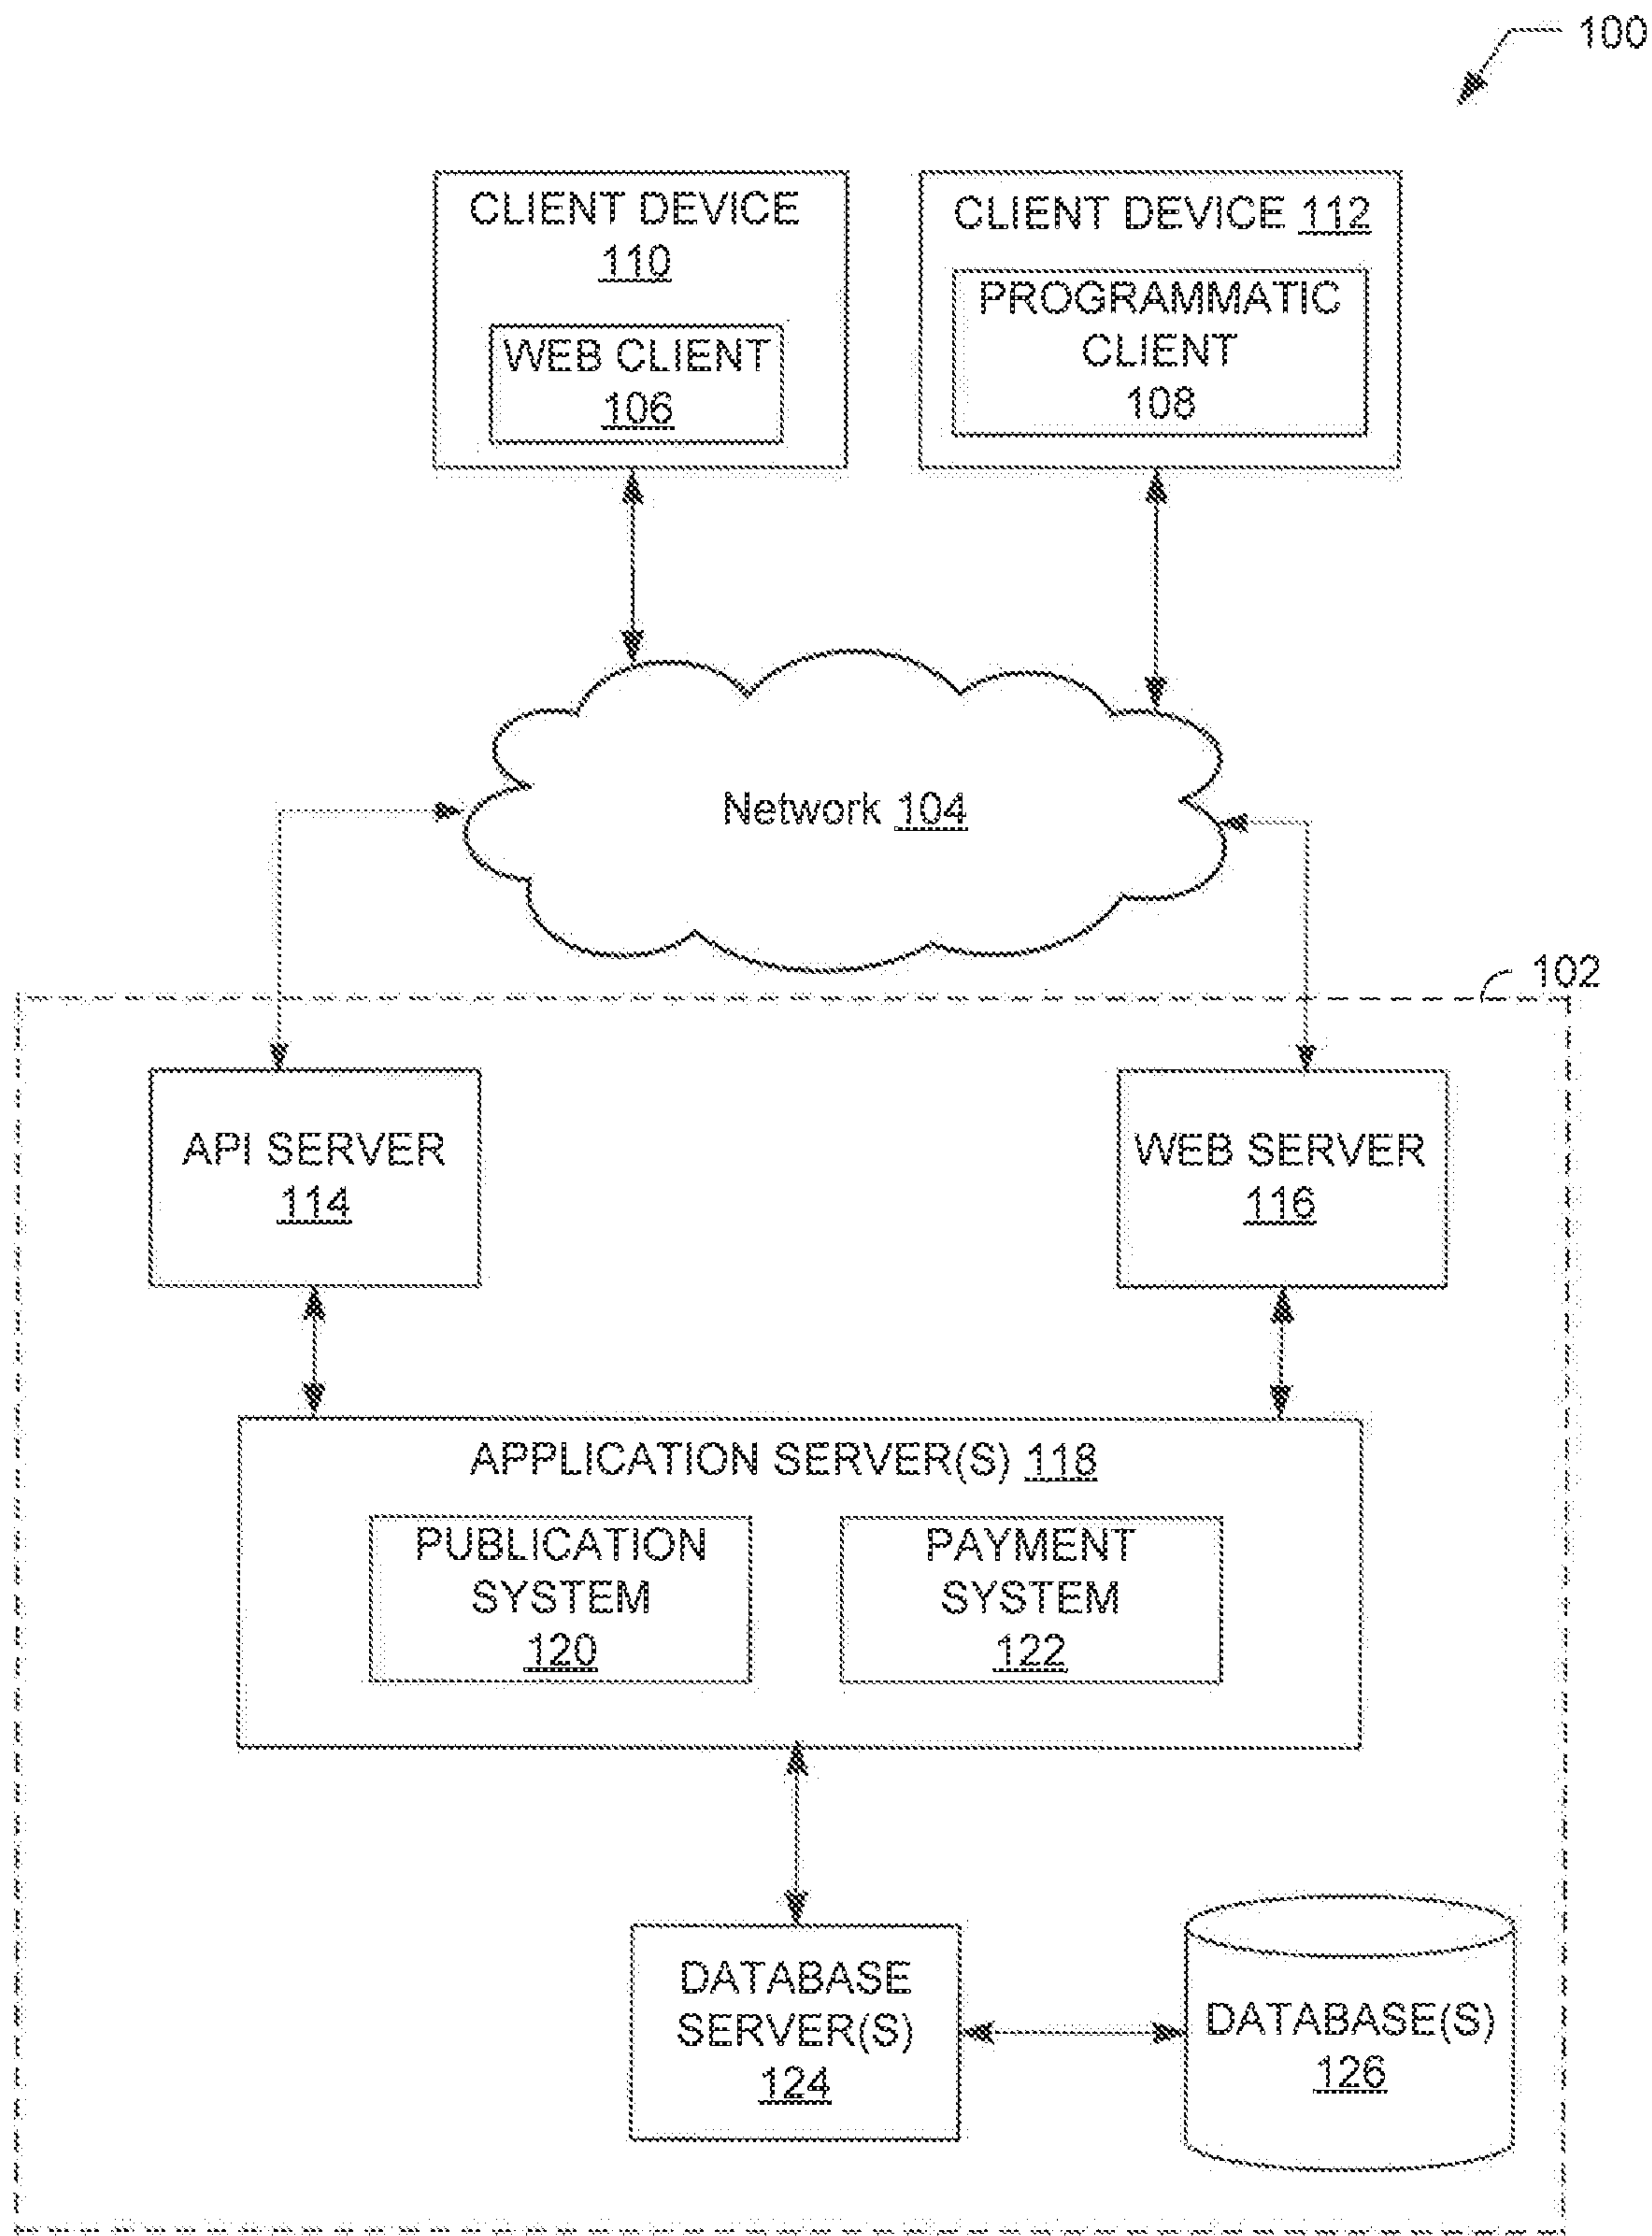 100
CLIENT DEVICE
110
WEB CLIENT
106
CLIENT DEVICE 112
PROGRAMMATIC
CLIENT
108
Network 104
102
API SERVER
114
WEB SERVER
116
APPLICATION SERVER(S) 118
PUBLICATION
SYSTEM
120
PAYMENT
SYSTEM
122
DATABASE
SERVER(S)
124
DATABASE(S)
126